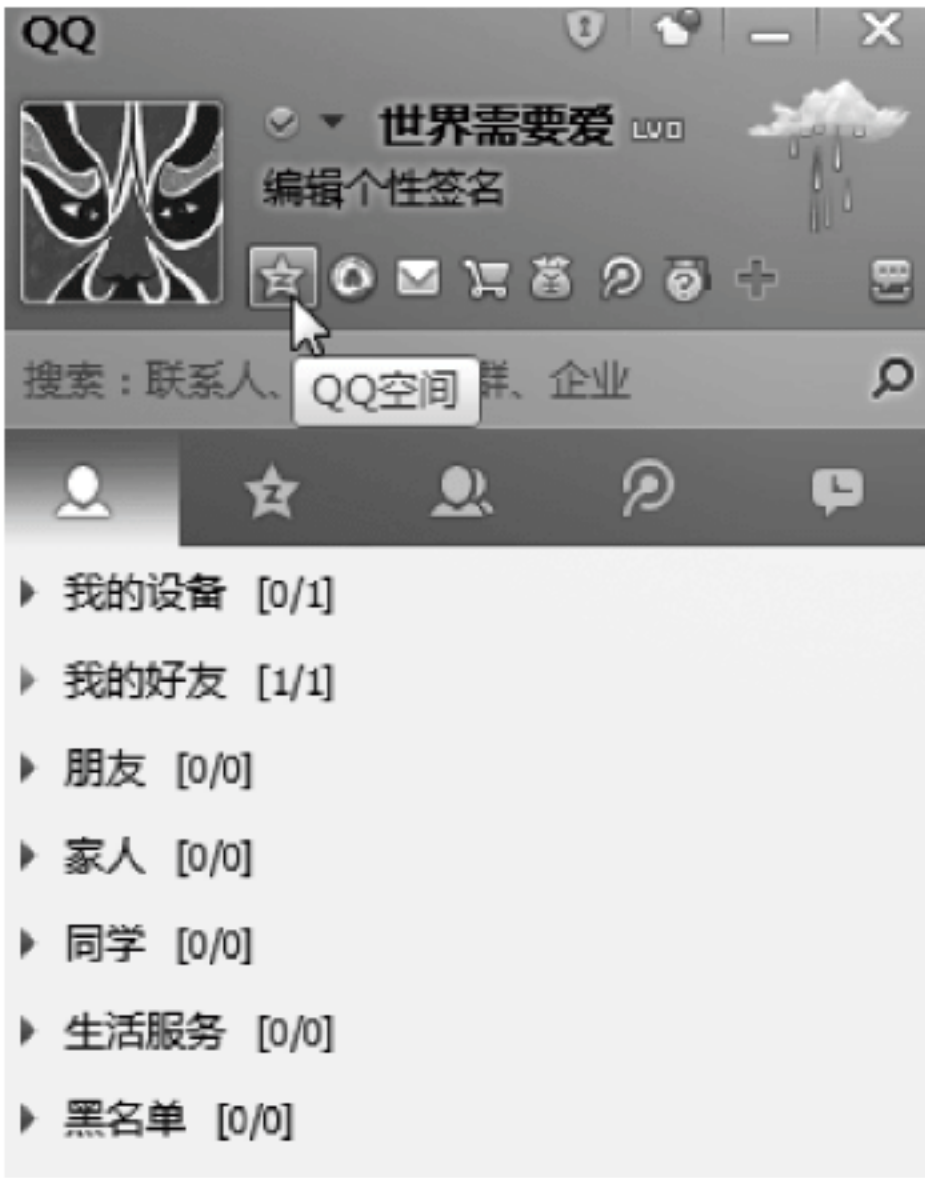 QQ
世界需要爱 LV0
编辑个性签名
搜索：联系人、 群、企业
QQ空间
我的设备 [0/1]
我的好友 [1/1]
朋友 [0/0]
家人 [0/0]
同学 [0/0]
生活服务 [0/0]
黑名单 [0/0]